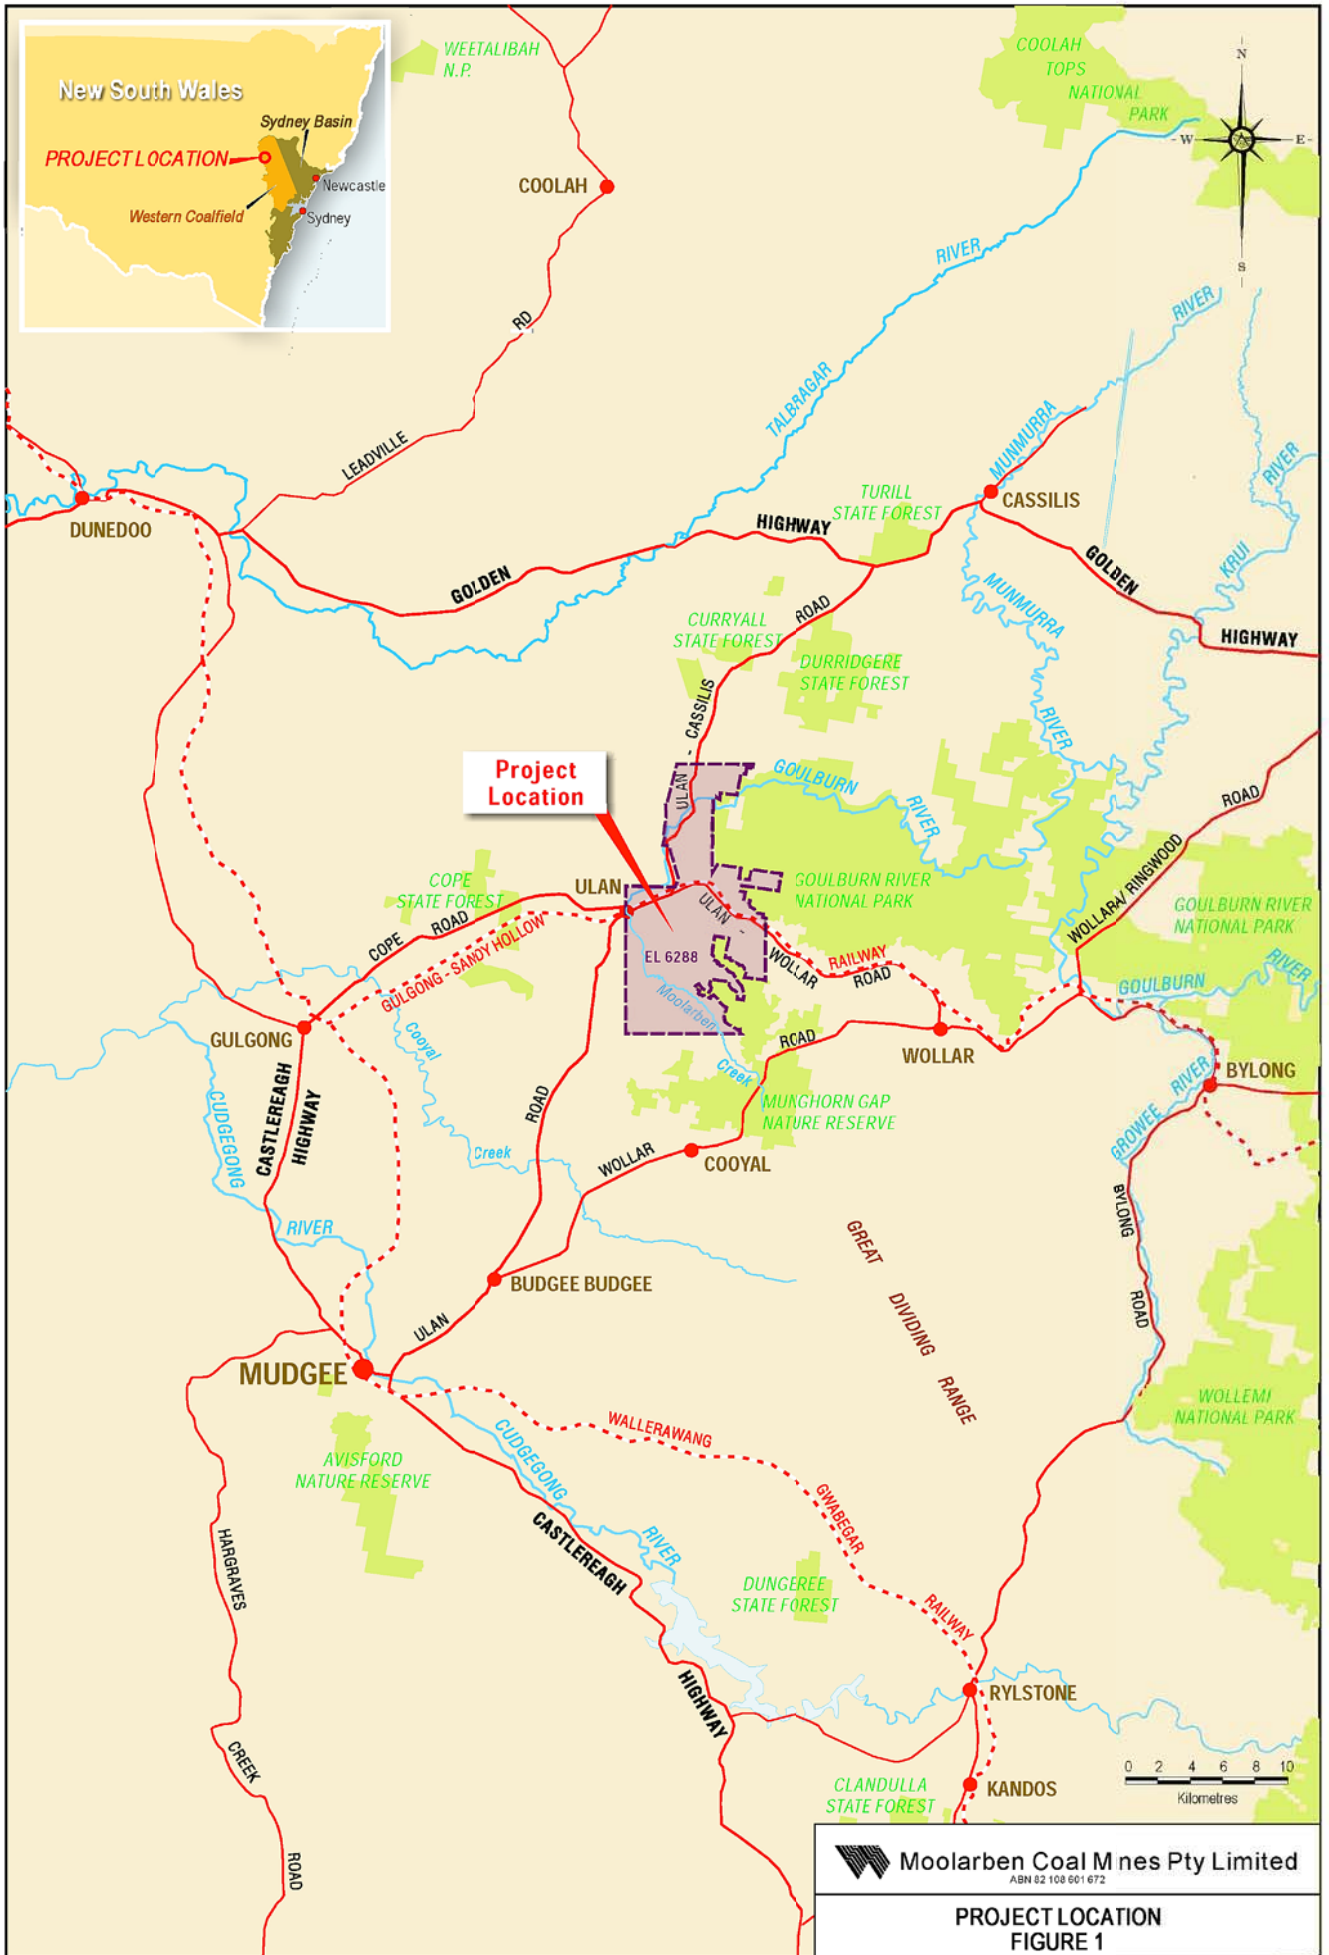 WEETALIBAH
N.P.
COOLAH
TOPS
NATIONAL
PARK
N
W
E
S
New South Wales
Sydney Basin
PROJECT LOCATION
Newcastle
Western Coalfield
Sydney
COOLAH
RIVER
RIVER
RD
TALBRAGAR
MUNMURRA
KRUI
RIVER
LEADVILLE
TURILL
STATE FOREST
CASSILIS
DUNEDOO
HIGHWAY
GOLDEN
GOLDEN
HIGHWAY
MUNMURRA
RIVER
CURRYALL
STATE FOREST
ROAD
DURRIDGERE
STATE FOREST
ULAN - CASSILIS
Project
Location
GOULBURN
RIVER
ROAD
WOLLARA/RINGWOOD
COPE
STATE FOREST
ULAN
GOULBURN RIVER
NATIONAL PARK
GOULBURN RIVER
NATIONAL PARK
COPE ROAD
GULGONG - SANDY HOLLOW
ULAN -
WOLLAR
ROAD
RAILWAY
EL 6288
GOULBURN
RIVER
Moolarben
Creek
GULGONG
Cooyal
Creek
ROAD
WOLLAR
BYLONG
CASTLEREAGH
HIGHWAY
CUDGEGONG
RIVER
ROAD
MUNGHORN GAP
NATURE RESERVE
GROWEE
RIVER
WOLLAR
COOYAL
BYLONG
ROAD
GREAT
DIVIDING
RANGE
BUDGEE BUDGEE
ULAN
MUDGEE
WOLLEMI
NATIONAL PARK
WALLERAWANG
GWABEGAR
RAILWAY
AVISFORD
NATURE RESERVE
CUDGEGONG
RIVER
CASTLEREAGH
HIGHWAY
HARGRAVES
CREEK
ROAD
DUNGEREE
STATE FOREST
RYLSTONE
CLANDULLA
STATE FOREST
KANDOS
0 2 4 6 8 10
Kilometres
Moolarben Coal M nes Pty Limited
ABN 82 108 601 672
PROJECT LOCATION
FIGURE 1